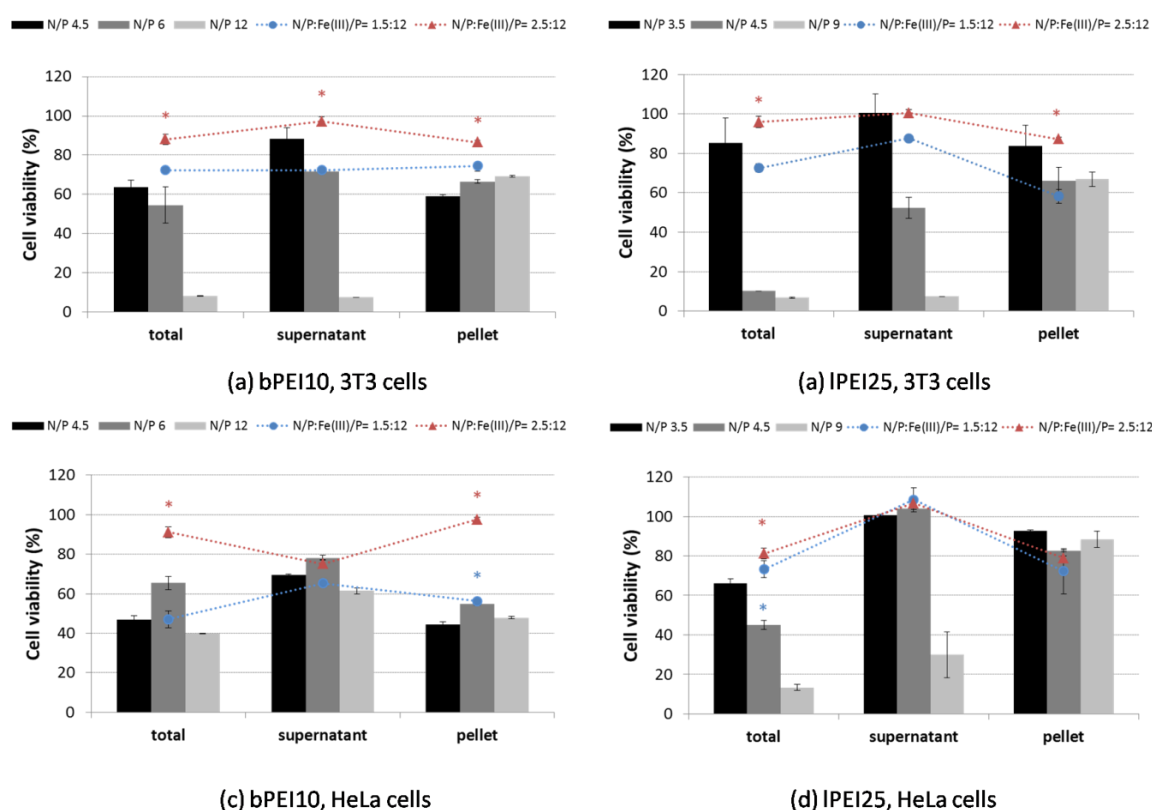 N/P 4.5 N/P 6 N/P 12 N/P:Fe(III)/P= 1.5:12 N/P:Fe(III)/P= 2.5:12
120
100
80
60
40
20
0
Cell viability (%)
* * *
total supernatant pellet
(a) bPEI10, 3T3 cells
N/P 3.5 N/P 4.5 N/P 9 N/P:Fe(III)/P= 1.5:12 N/P:Fe(III)/P= 2.5:12
120
100
80
60
40
20
0
Cell viability (%)
* *
total supernatant pellet
(a) lPEI25, 3T3 cells
N/P 4.5 N/P 6 N/P 12 N/P:Fe(III)/P= 1.5:12 N/P:Fe(III)/P= 2.5:12
120
100
80
60
40
20
0
Cell viability (%)
* *
*
total supernatant pellet
(c) bPEI10, HeLa cells
N/P 3.5 N/P 4.5 N/P 9 N/P:Fe(III)/P= 1.5:12 N/P:Fe(III)/P= 2.5:12
120
100
80
60
40
20
0
Cell viability (%)
*
*
total supernatant pellet
(d) lPEI25, HeLa cells